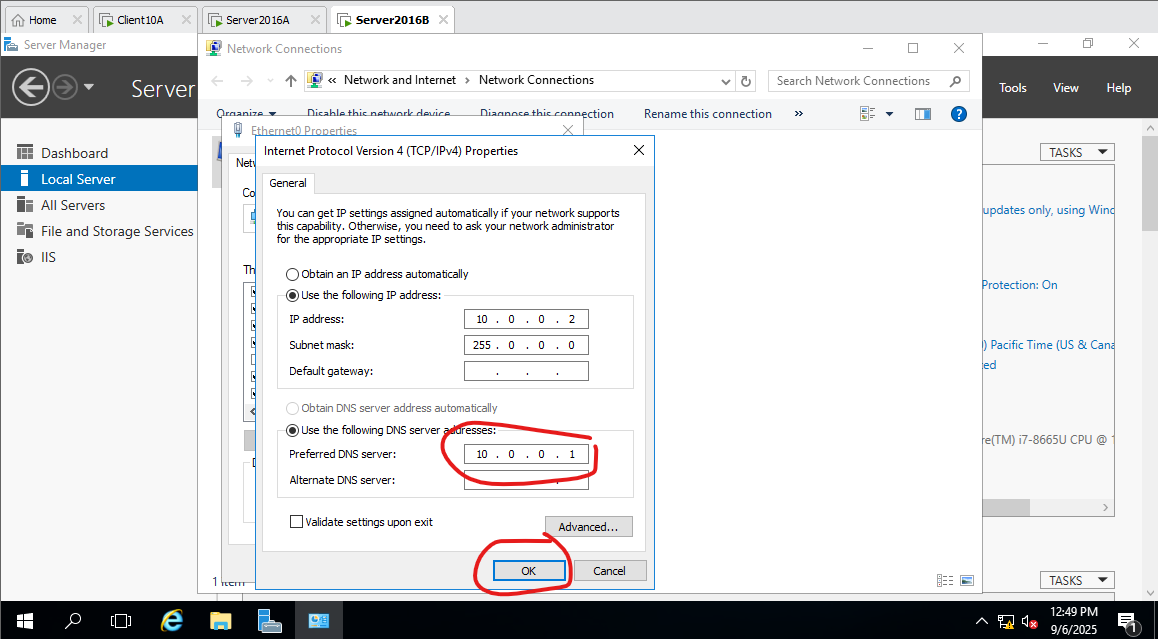 Home
Client10A
Server2016A
Server2016B
Server Manager
Network Connections
Server
« Network and Internet › Network Connections
Search Network Connections
Tools
View
Help
Organize
Disable this network device
Diagnose this connection
Rename this connection
»
Ethernet0 Properties
Internet Protocol Version 4 (TCP/IPv4) Properties
Dashboard
Local Server
All Servers
File and Storage Services
IIS
TASKS
General
You can get IP settings assigned automatically if your network supports
this capability. Otherwise, you need to ask your network administrator
for the appropriate IP settings.
updates only, using
Obtain an IP address automatically
Use the following IP address:
Protection: On
IP address:
10 . 0 . 0 . 2
Subnet mask:
255 . 0 . 0 . 0
Pacific Time (US &
Default gateway:
. . .
Obtain DNS server address automatically
Use the following DNS server addresses:
i7-8665U CPU @
Preferred DNS server:
10 . 0 . 0 . 1
Alternate DNS server:
Validate settings upon exit
Advanced...
OK
Cancel
1 item
TASKS
12:49 PM
9/6/2025
1